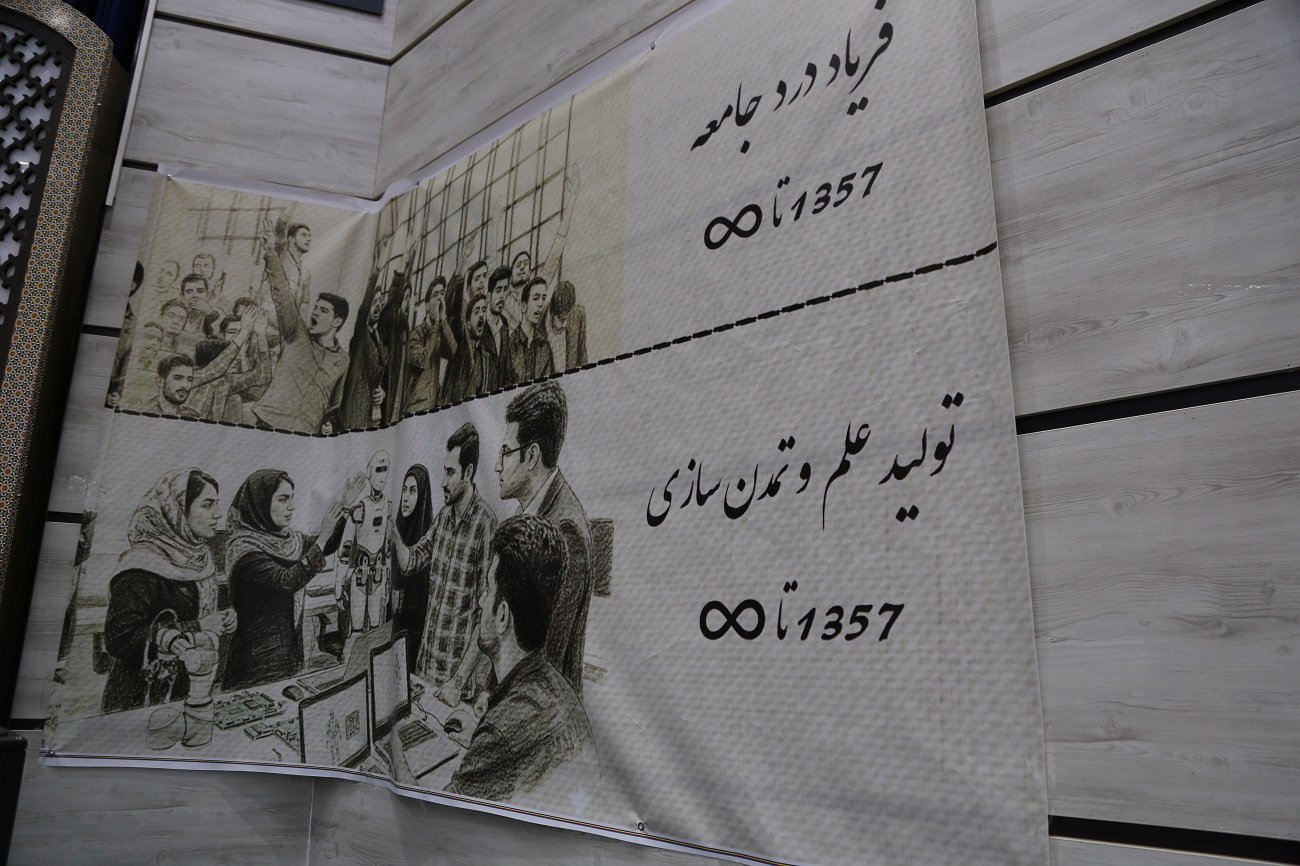 فریاد درد جامعه
1357 تا ∞
تولید علم و تمدن سازی
1357 تا ∞